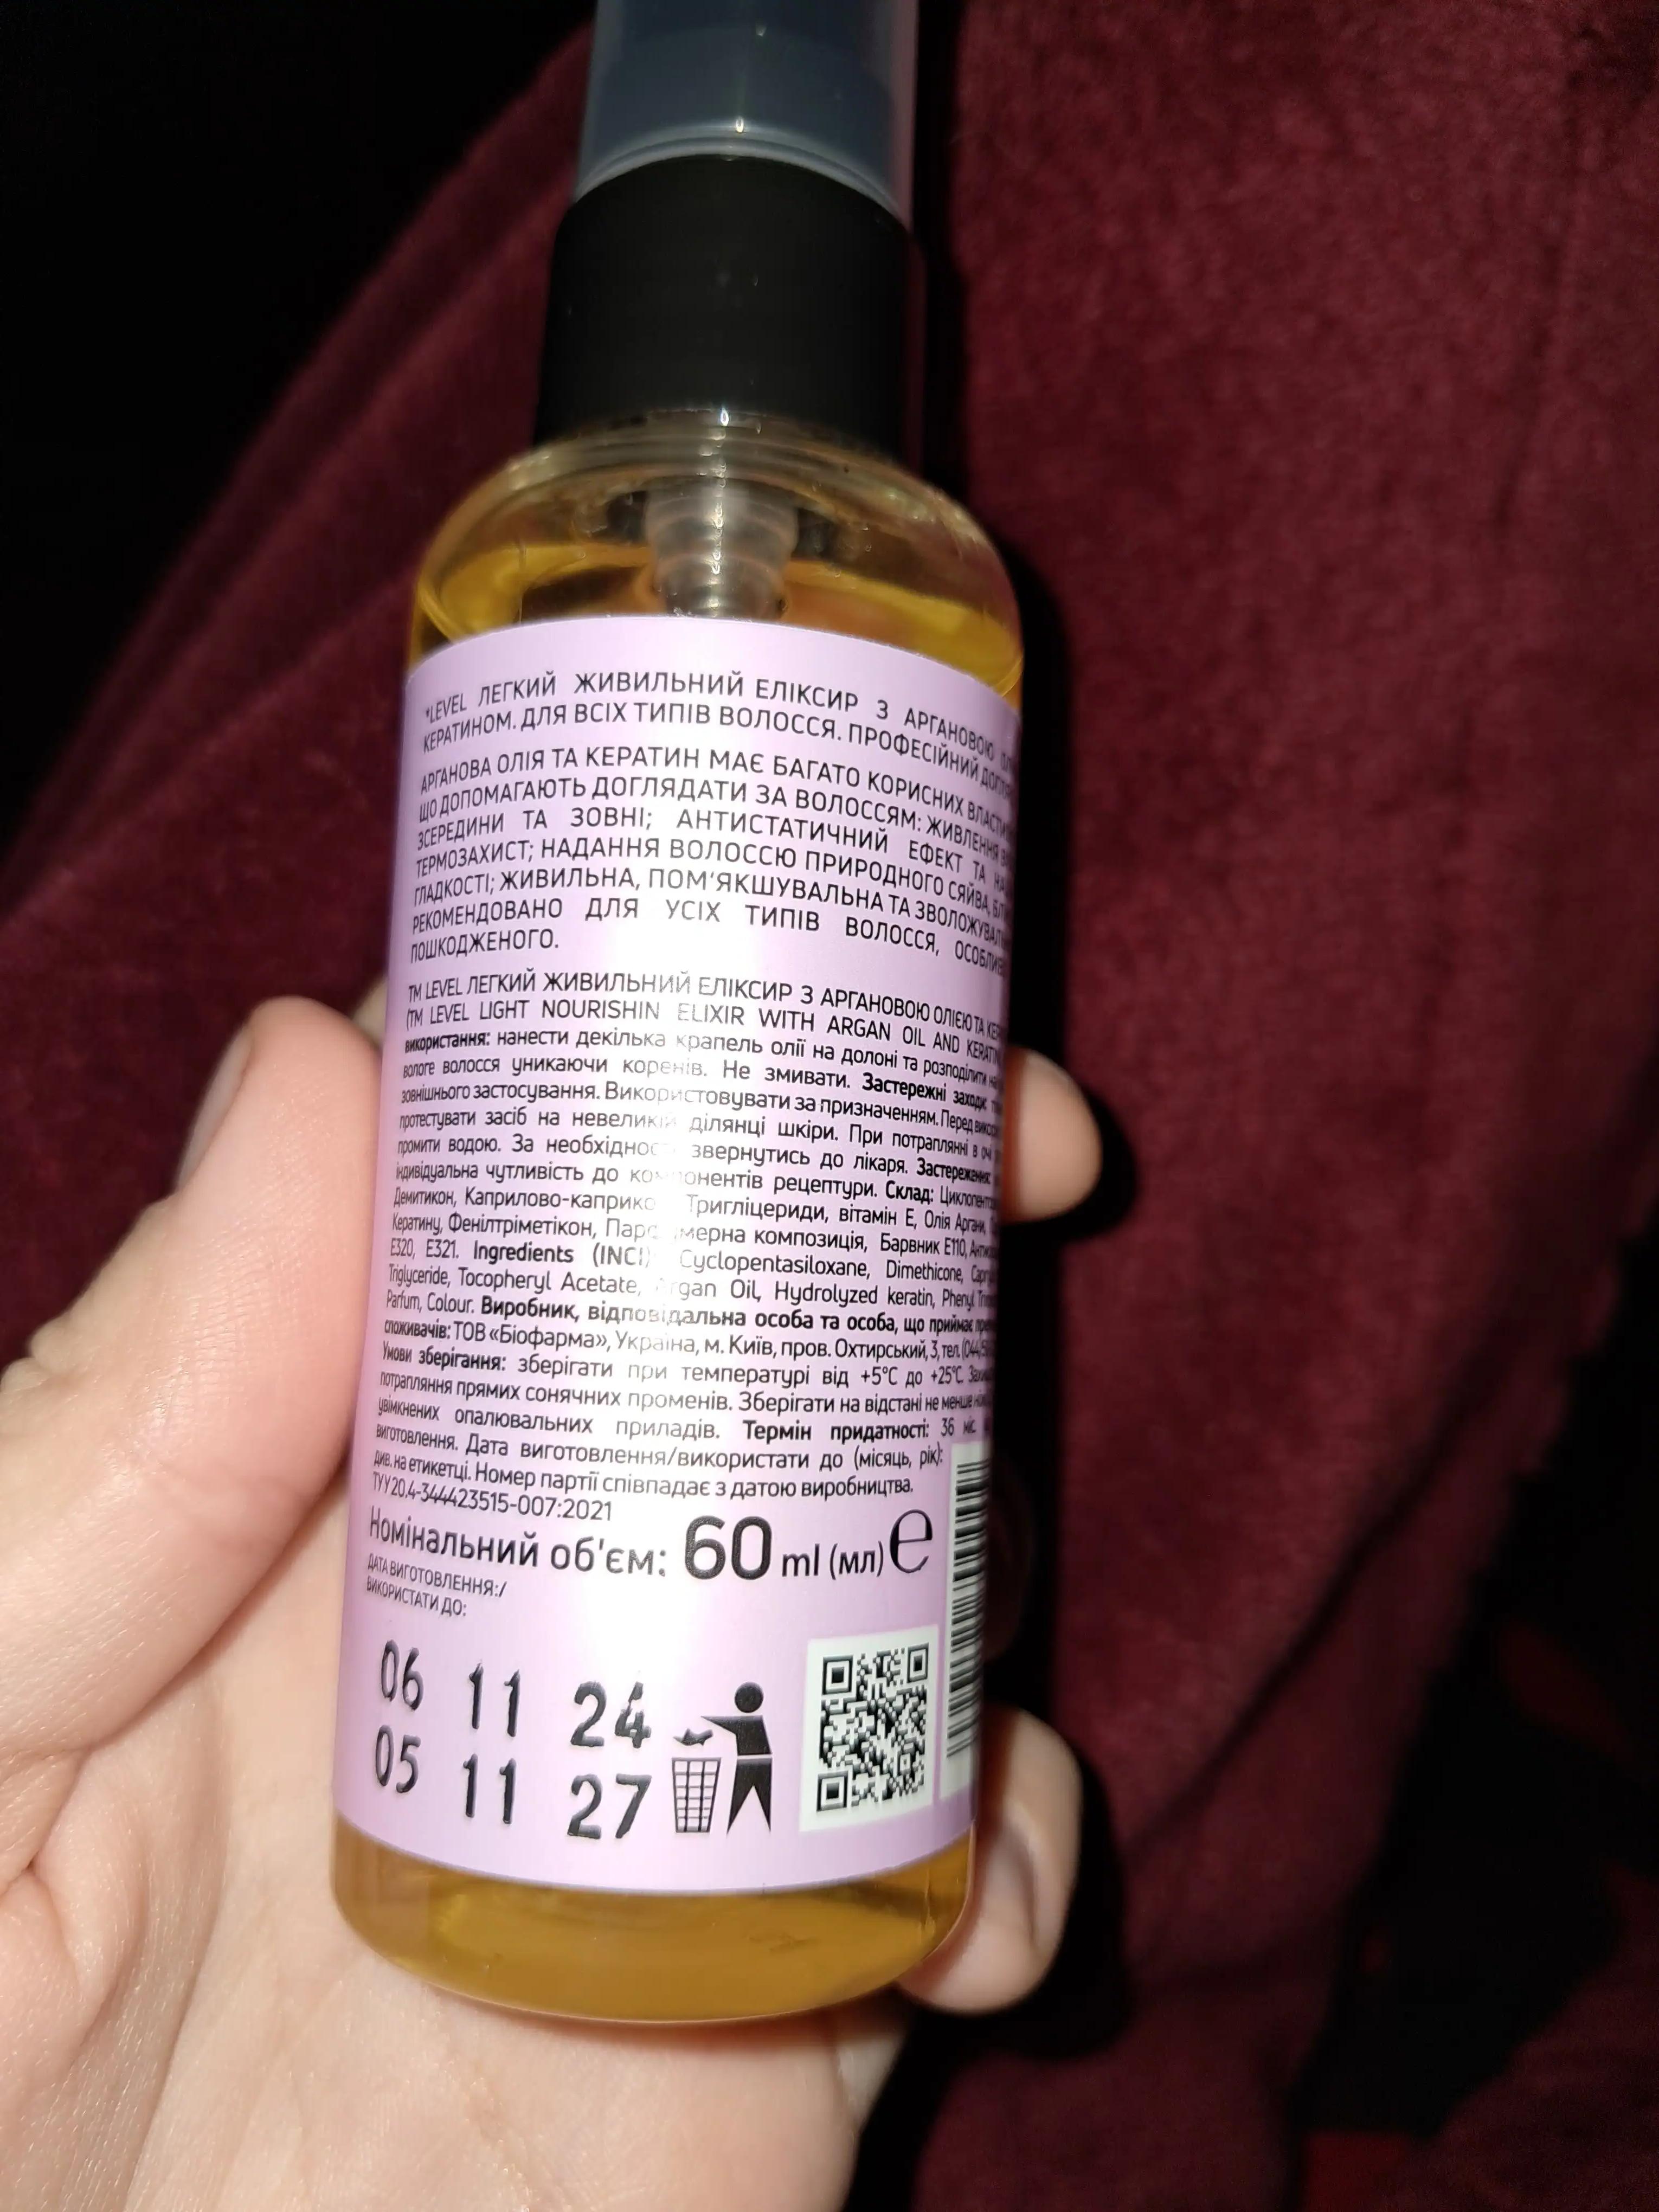 *LEVEL ЛЕГКИЙ ЖИВИЛЬНИЙ ЕЛІКСИР З АРГАНОВОЮ
КЕРАТИНОМ. ДЛЯ ВСІХ ТИПІВ ВОЛОССЯ. ПРОФЕСІЙНИЙ
АРГАНОВА ОЛІЯ ТА КЕРАТИН МАЄ БАГАТО КОРИСНИХ
ЩО ДОПОМАГАЮТЬ ДОГЛЯДАТИ ЗА ВОЛОССЯМ: ЖИВЛЕННЯ
ЗСЕРЕДИНИ ТА ЗОВНІ; АНТИСТАТИЧНИЙ ЕФЕКТ ТА
ТЕРМОЗАХИСТ; НАДАННЯ ВОЛОССЮ ПРИРОДНОГО СЯЙВА,
ГЛАДКОСТІ; ЖИВИЛЬНА, ПОМ'ЯКШУВАЛЬНА ТА
РЕКОМЕНДОВАНО ДЛЯ УСІХ ТИПІВ ВОЛОССЯ,
ПОШКОДЖЕНОГО.
ТМ LEVEL ЛЕГКИЙ ЖИВИЛЬНИЙ ЕЛІКСИР З АРГАНОВОЮ ОЛІЄЮ ТА
(TM LEVEL LIGHT NOURISHIN ELIXIR WITH ARGAN OIL AND
використання: нанести декілька крапель олії на долоні та розподілити
вологе волосся уникаючи коренів. Не змивати. Застережні заходи:
зовнішнього застосування. Використовувати за призначенням. Перед
протестувати засіб на невеликій ділянці шкіри. При потраплянні в очі
промити водою. За необхідності звернутись до лікаря. Застереження:
індивідуальна чутливість до компонентів рецептури. Склад:
Демитикон, Каприлово-каприко Тригліцериди, вітамін Е, Олія Аргани,
Кератину, Фенілтріметікон, Парфумерна композиція, Барвник Е110,
Е320, Е321. Ingredients (INCI): Cyclopentasiloxane, Dimethicone,
Triglyceride, Tocopheryl Acetate, Argan Oil, Hydrolyzed keratin, Phenyl
Parfum, Colour. Виробник, відповідальна особа та особа, що приймає
споживачів: ТОВ «Біофарма», Україна, м. Київ, пров. Охтирський, 3, тел.
Умови зберігання: зберігати при температурі від +5°C до +25°C.
потрапляння прямих сонячних променів. Зберігати на відстані не менше
увімкнених опалювальних приладів. Термін придатності: 36 міс.
виготовлення. Дата виготовлення/використати до (місяць, рік):
див. на етикетці. Номер партії співпадає з датою виробництва.
ТУ У 20.4-344423515-007:2021
Номінальний об'єм: 60 ml (мл) e
ДАТА ВИГОТОВЛЕННЯ:/
ВИКОРИСТАТИ ДО:
06 11 24
05 11 27